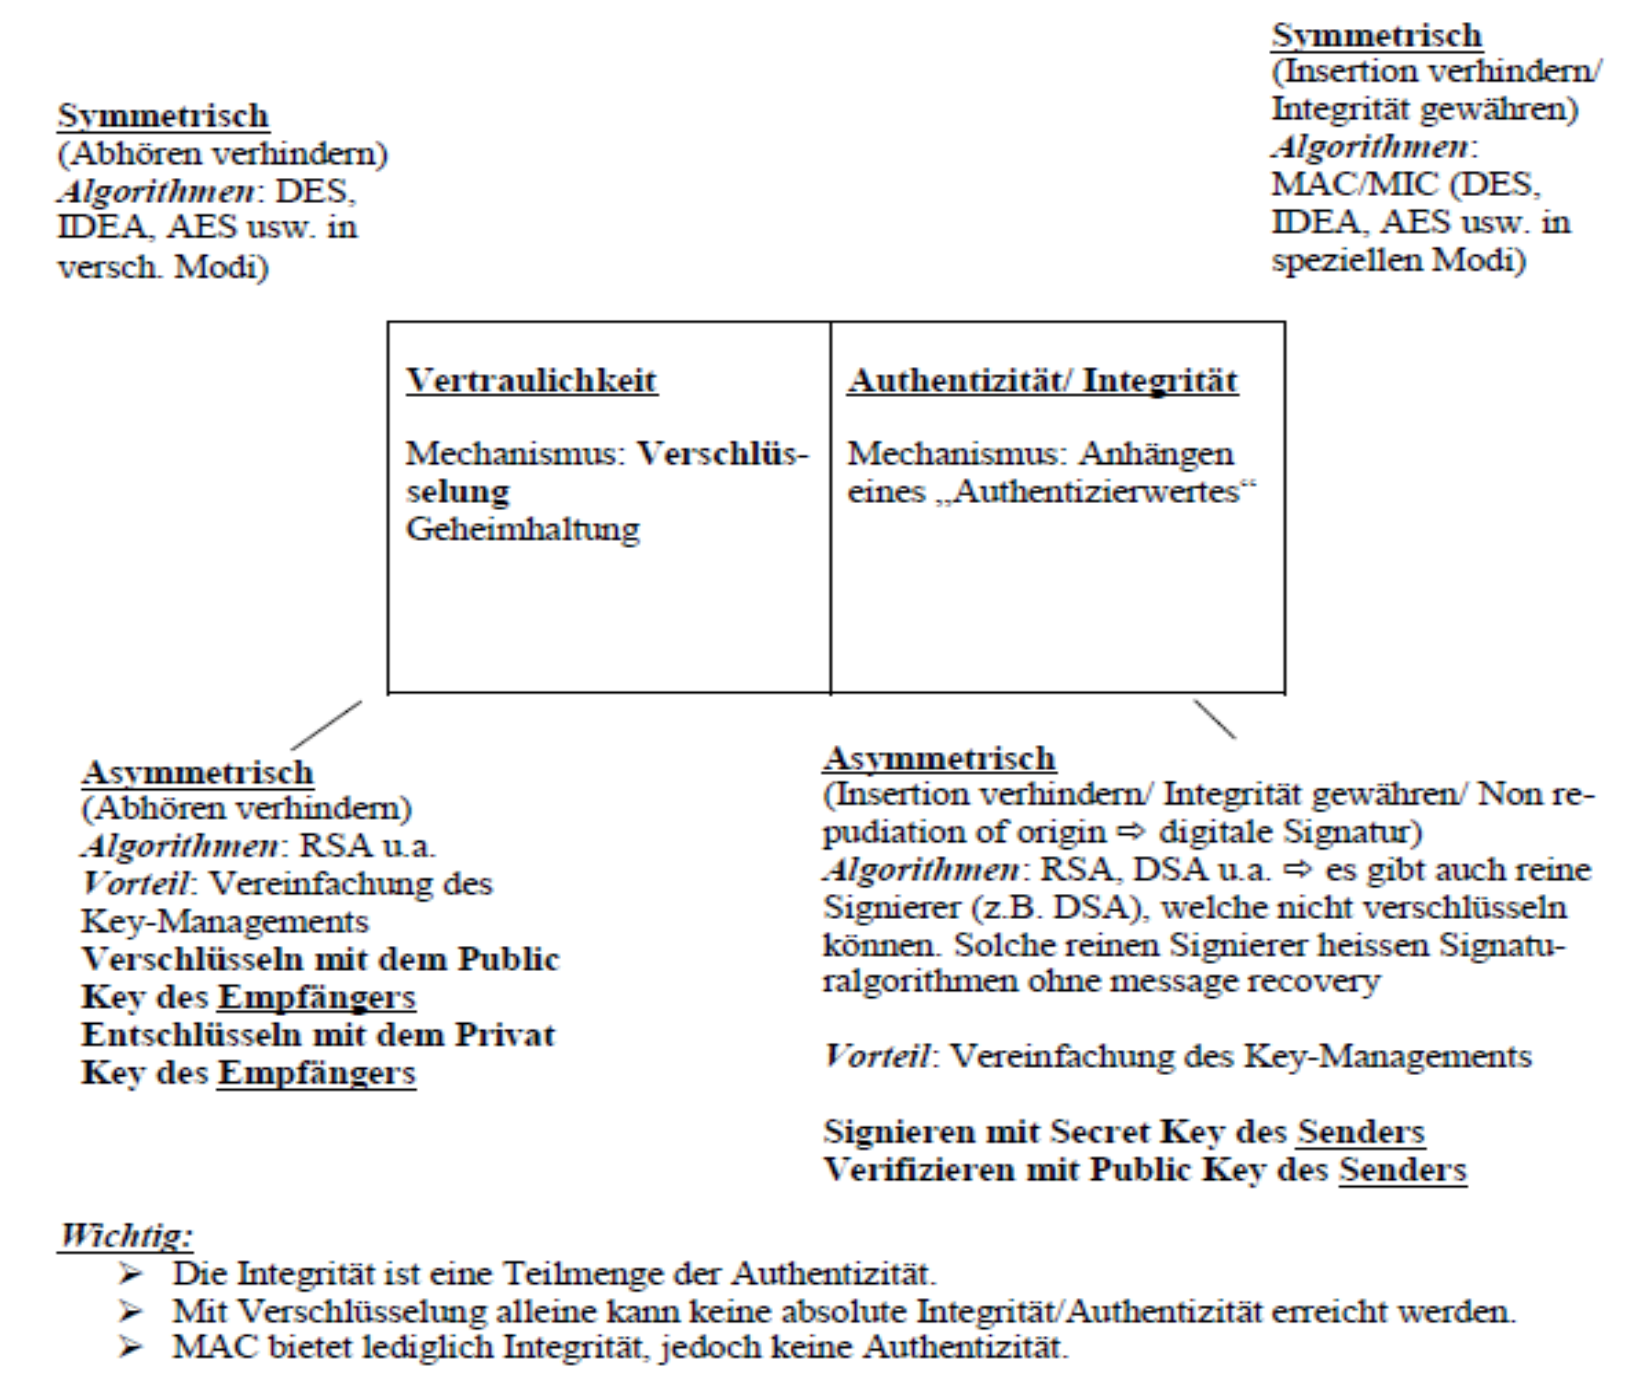 Symmetrisch
(Abhören verhindern)
Algorithmen: DES,
IDEA, AES usw. in
versch. Modi)
Symmetrisch
(Insertion verhindern/
Integrität gewähren)
Algorithmen:
MAC/MIC (DES,
IDEA, AES usw. in
speziellen Modi)
Vertraulichkeit
Mechanismus: Verschlüs-
selung
Geheimhaltung
Authentizität/ Integrität
Mechanismus: Anhängen
eines „Authentizierwertes“
Asymmetrisch
(Abhören verhindern)
Algorithmen: RSA u.a.
Vorteil: Vereinfachung des
Key-Managements
Verschlüsseln mit dem Public
Key des Empfängers
Entschlüsseln mit dem Privat
Key des Empfängers
Asymmetrisch
(Insertion verhindern/ Integrität gewähren/ Non re-
pudiation of origin ⇨ digitale Signatur)
Algorithmen: RSA, DSA u.a. ⇨ es gibt auch reine
Signierer (z.B. DSA), welche nicht verschlüsseln
können. Solche reinen Signierer heissen Signatu-
ralgorithmen ohne message recovery
Vorteil: Vereinfachung des Key-Managements
Signieren mit Secret Key des Senders
Verifizieren mit Public Key des Senders
Wichtig:
➢ Die Integrität ist eine Teilmenge der Authentizität.
➢ Mit Verschlüsselung alleine kann keine absolute Integrität/Authentizität erreicht werden.
➢ MAC bietet lediglich Integrität, jedoch keine Authentizität.